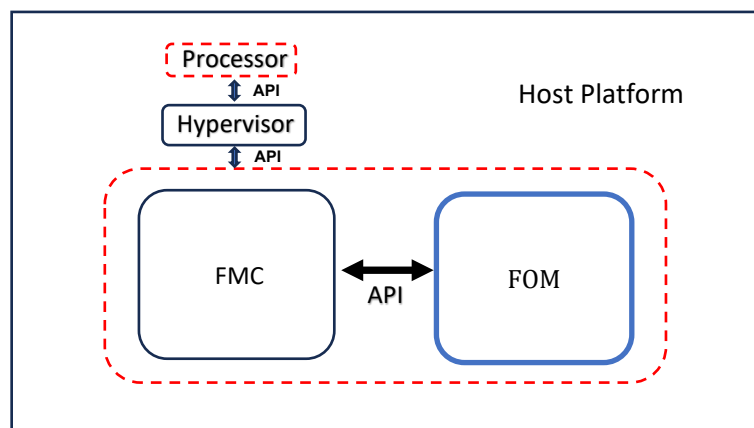 Processor
API
Host Platform
Hypervisor
API
FMC
API
FOM